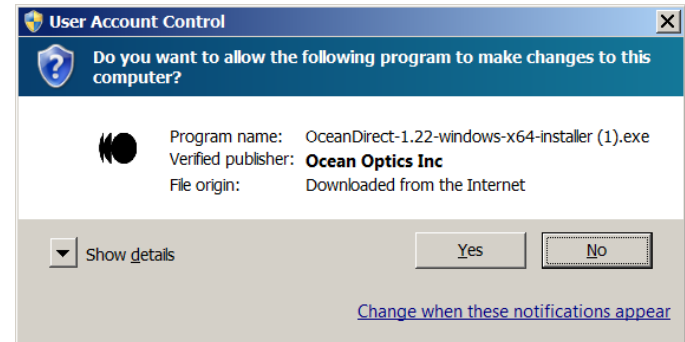 User Account Control
Do you want to allow the following program to make changes to this
computer?
Program name: OceanDirect-1.22-windows-x64-installer (1).exe
Verified publisher: Ocean Optics Inc
File origin: Downloaded from the Internet
Show details
Yes
No
Change when these notifications appear